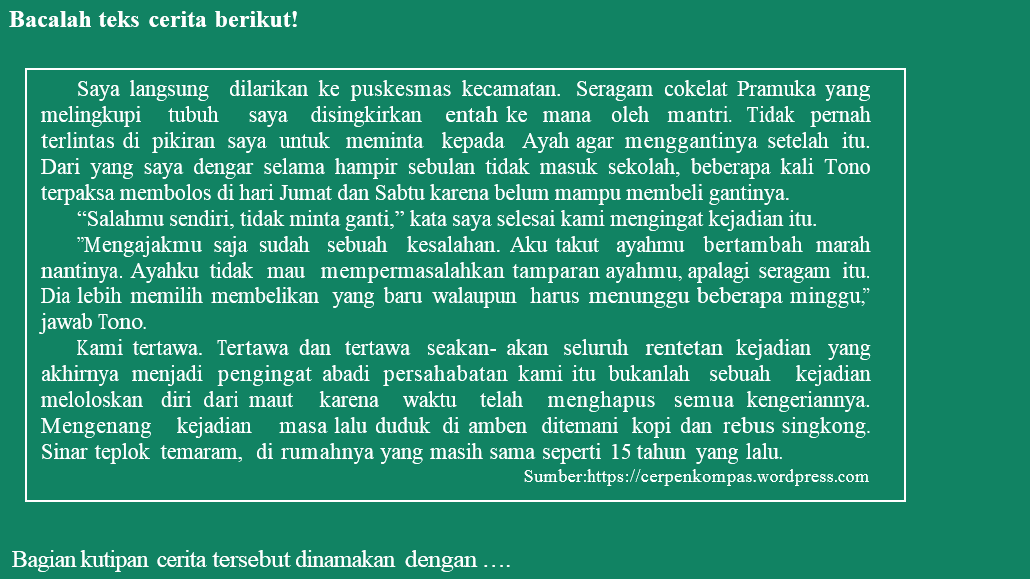 Bacalah teks cerita berikut!
Saya langsung dilarikan ke puskesmas kecamatan. Seragam cokelat Pramuka yang
melingkupi tubuh saya disingkirkan entah ke mana oleh mantri. Tidak pernah
terlintas di pikiran saya untuk meminta kepada Ayah agar menggantinya setelah itu.
Dari yang saya dengar selama hampir sebulan tidak masuk sekolah, beberapa kali Tono
terpaksa membolos di hari Jumat dan Sabtu karena belum mampu membeli gantinya.
“Salahmu sendiri, tidak minta ganti,” kata saya selesai kami mengingat kejadian itu.
”Mengajakmu saja sudah sebuah kesalahan. Aku takut ayahmu bertambah marah
nantinya. Ayahku tidak mau mempermasalahkan tamparan ayahmu, apalagi seragam itu.
Dia lebih memilih membelikan yang baru walaupun harus menunggu beberapa minggu,”
jawab Tono.
Kami tertawa. Tertawa dan tertawa seakan- akan seluruh rentetan kejadian yang
akhirnya menjadi pengingat abadi persahabatan kami itu bukanlah sebuah kejadian
meloloskan diri dari maut karena waktu telah menghapus semua kengeriannya.
Mengenang kejadian masa lalu duduk di amben ditemani kopi dan rebus singkong.
Sinar teplok temaram, di rumahnya yang masih sama seperti 15 tahun yang lalu.
Sumber:https://cerpenkompas.wordpress.com
Bagian kutipan cerita tersebut dinamakan dengan ….